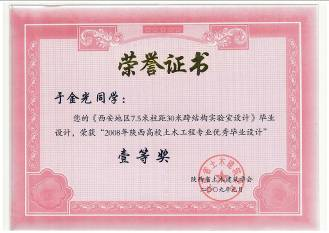 荣誉证书
于金光同学：
您的《西安地区7.5米柱距30米跨结构实验室设计》毕业
设计，荣获“2008年陕西高校土木工程专业优秀毕业设计”
壹等奖
陕西省土木建筑学会
二〇〇九年元月